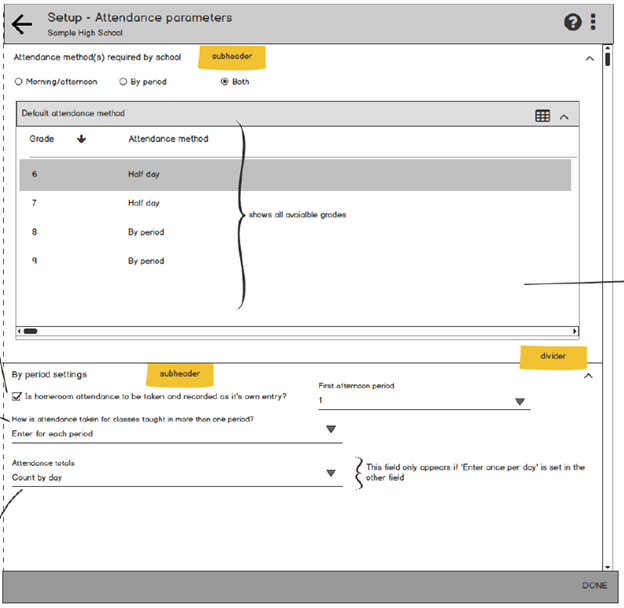 Setup - Attendance parameters
Sample High School
?
Attendance method(s) required by school
subheader
Morning/afternoon By period Both
Default attendance method
Grade Attendance method
6 Half day
7 Half day
shows all avaialble grades
8 By period
9 By period
divider
By period settings
subheader
Is homeroom attendance to be taken and recorded as it's own entry?
First afternoon period
1
How is attendance taken for classes taught in more than one period?
Enter for each period
Attendance totals
Count by day
This field only appears if 'Enter once per day' is set in the
other field
DONE